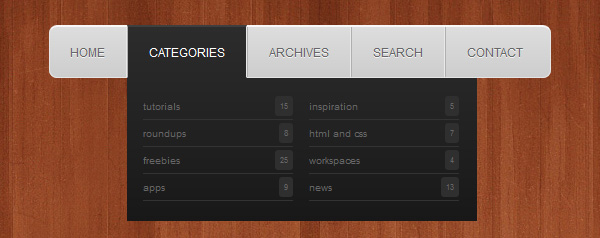 HOME CATEGORIES ARCHIVES SEARCH CONTACT
tutorials 15 inspiration 5
roundups 8 html and css 7
freebies 25 workspaces 4
apps 9 news 13